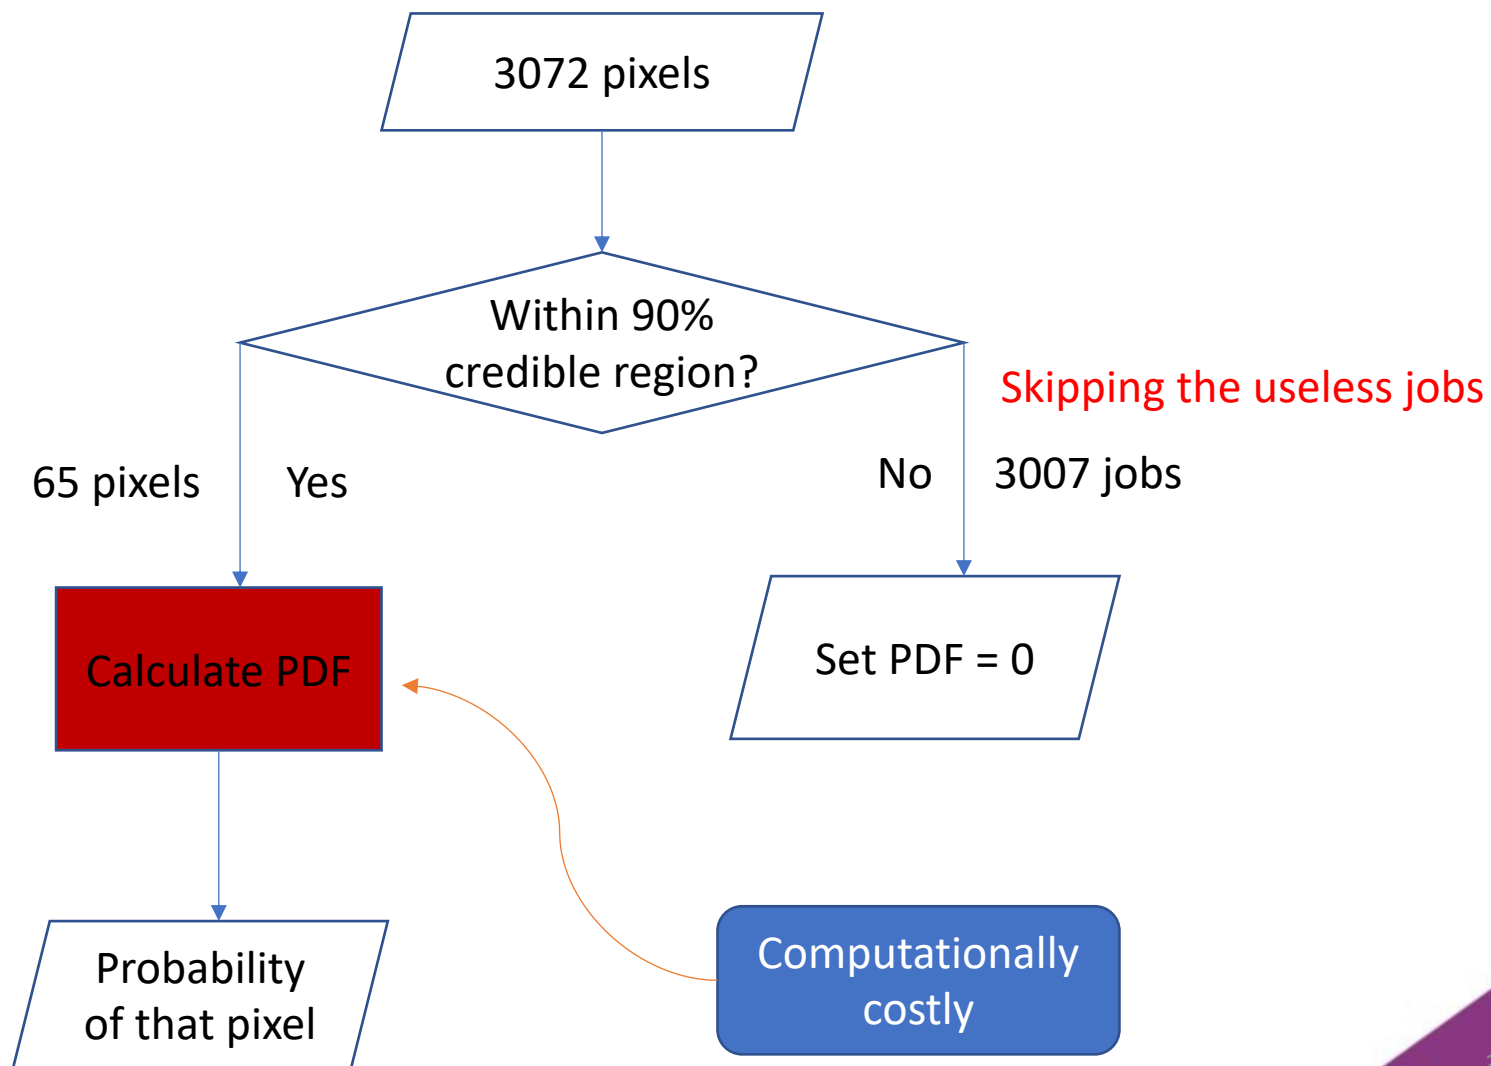 3072 pixels
Within 90%
credible region?
Skipping the useless jobs
65 pixels
Yes
No
3007 jobs
Calculate PDF
Set PDF = 0
Probability
of that pixel
Computationally
costly